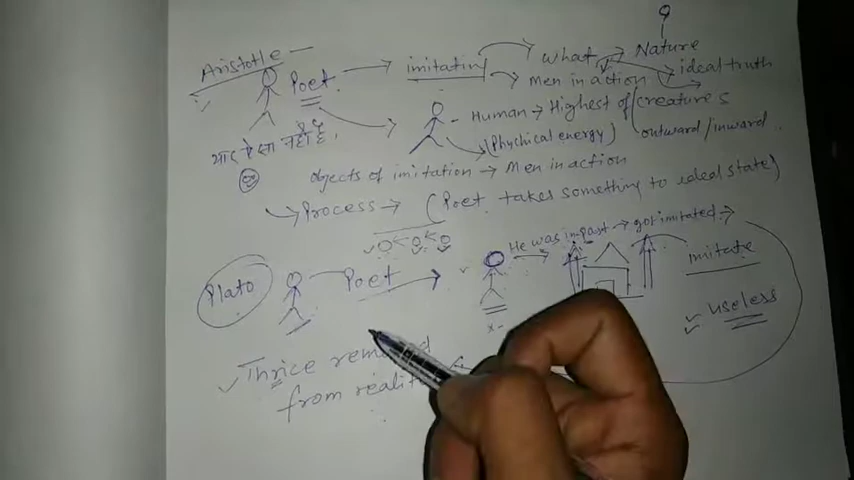 Aristotle —
Poet → imitating → what → Nature
Men in action → ideal truth
Human → Highest of creatures
(Phychical energy) outward/inward
नहीं है.
objects of imitation → Men in action
Process → (Poet takes something to ideal state)
Plato Poet → He was in past → got imitated →
imitate
useless
Thrice
from reality